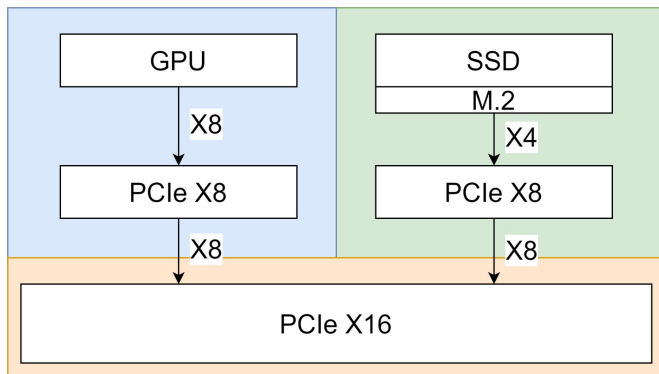 GPU
SSD
M.2
X8
X4
PCIe X8
PCIe X8
X8
X8
PCIe X16